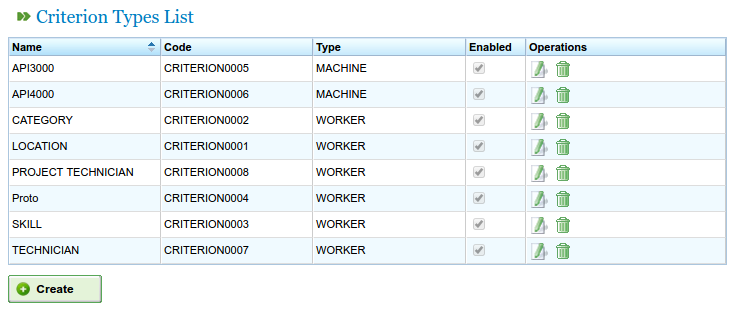 Criterion Types List
Name Code Type Enabled Operations
API3000 CRITERION0005 MACHINE
API4000 CRITERION0006 MACHINE
CATEGORY CRITERION0002 WORKER
LOCATION CRITERION0001 WORKER
PROJECT TECHNICIAN CRITERION0008 WORKER
Proto CRITERION0004 WORKER
SKILL CRITERION0003 WORKER
TECHNICIAN CRITERION0007 WORKER
Create